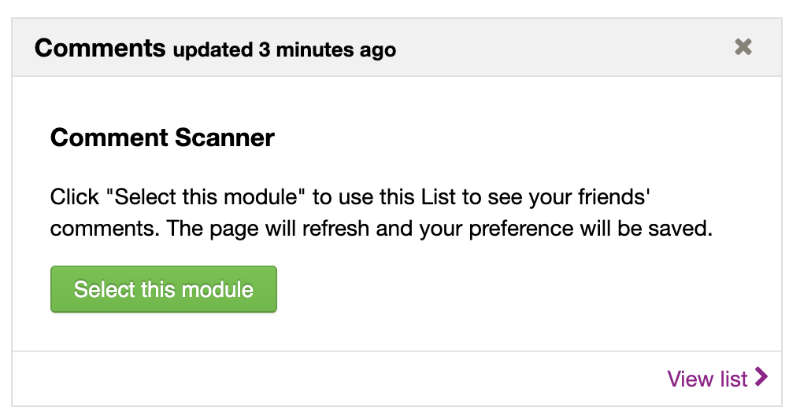 Comments updated 3 minutes ago
Comment Scanner
Click "Select this module" to use this List to see your friends'
comments. The page will refresh and your preference will be saved.
Select this module
View list